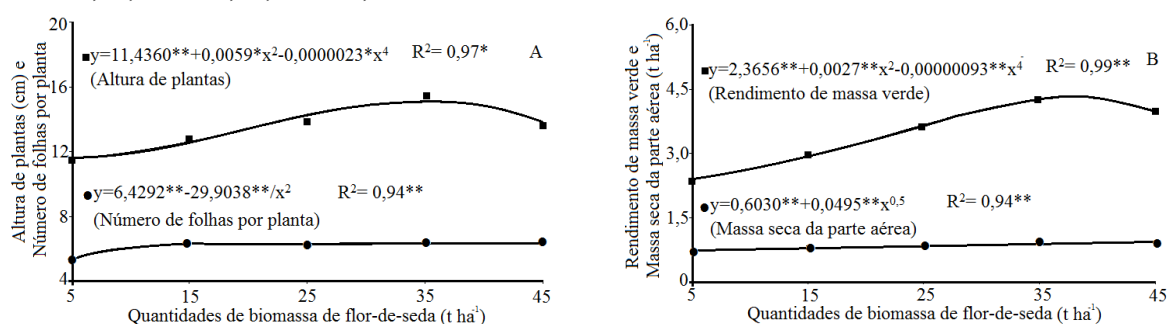 20
16
12
8
4
5
15
25
35
45
Altura de plantas (cm) e
Número de folhas por planta
y=11,4360**+0,0059*x²-0,0000023*x⁴ R²= 0,97*
(Altura de plantas)
A
y=6,4292**-29,9038**/x² R²= 0,94**
(Número de folhas por planta)
Quantidades de biomassa de flor-de-seda (t ha⁻¹)
6,0
4,5
3,0
1,5
0
5
15
25
35
45
Rendimento de massa verde e
Massa seca da parte aérea (t ha⁻¹)
y=2,3656**+0,0027**x²-0,00000093**x⁴ R²= 0,99**
(Rendimento de massa verde)
B
y=0,6030**+0,0495**x⁰,⁵ R²= 0,94**
(Massa seca da parte aérea)
Quantidades de biomassa de flor-de-seda (t ha⁻¹)